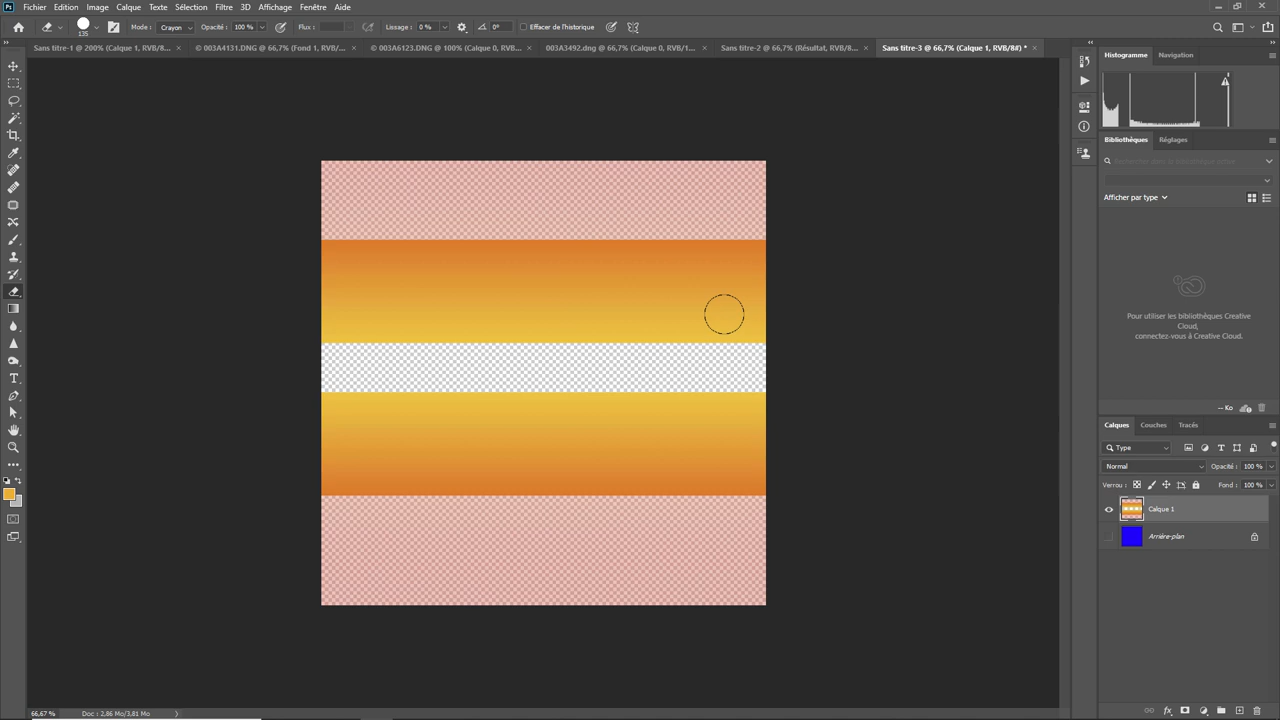 Fichier Edition Image Calque Texte Sélection Filtre 3D Affichage Fenêtre Aide
135 Mode : Crayon Opacité : 100 % Flux : Lissage : 0 % 0° Effacer de l'historique
Sans titre-1 @ 200% (Calque 1, RVB/8... × © 003A4131.DNG @ 66,7% (Fond 1, RVB/... × © 003A6123.DNG @ 100% (Calque 0, RVB... × 003A3492.dng @ 66,7% (Calque 0, RVB/1... × Sans titre-2 @ 66,7% (Résultat, RVB/8... × Sans titre-3 @ 66,7% (Calque 1, RVB/8#) * ×
Histogramme Navigation
Bibliothèques Réglages
Afficher par type
Pour utiliser les bibliothèques Creative
Cloud,
connectez-vous à Creative Cloud.
-- Ko
Calques Couches Tracés
Type
Normal Opacité : 100 %
Verrou : Fond : 100 %
Calque 1
Arrière-plan
66,67 % Doc : 2,86 Mo/3,81 Mo